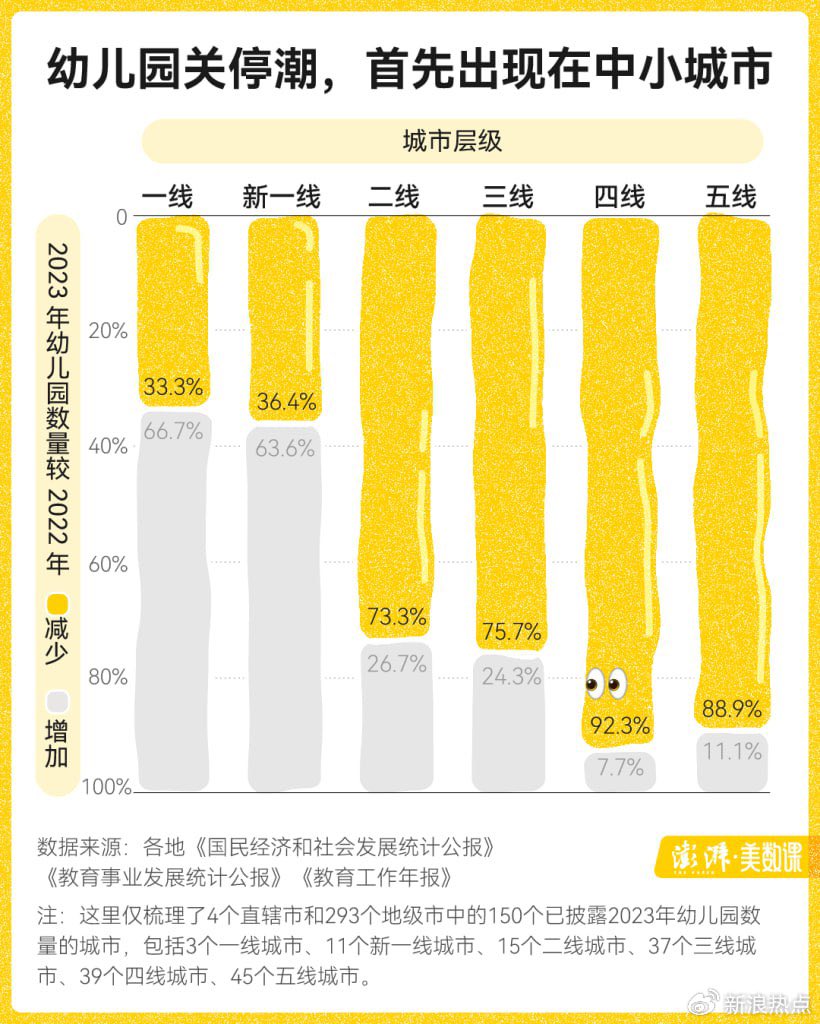 幼儿园关停潮，首先出现在中小城市
城市层级
一线 新一线 二线 三线 四线 五线
2023年幼儿园数量较2022年
减少
增加
0
20%
40%
60%
80%
100%
33.3%
66.7%
36.4%
63.6%
73.3%
26.7%
75.7%
24.3%
92.3%
7.7%
88.9%
11.1%
数据来源：各地《国民经济和社会发展统计公报》
《教育事业发展统计公报》《教育工作年报》
澎湃·美数课
THE PAPER
注：这里仅梳理了4个直辖市和293个地级市中的150个已披露2023年幼儿园数
量的城市，包括3个一线城市、11个新一线城市、15个二线城市、37个三线城
市、39个四线城市、45个五线城市。
新浪热点